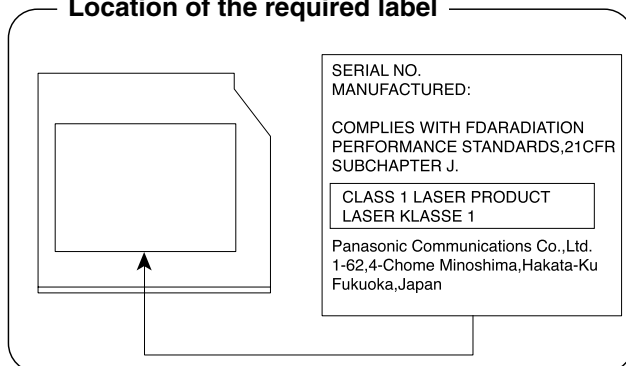 Location of the required label
SERIAL NO.
MANUFACTURED:
COMPLIES WITH FDARADIATION
PERFORMANCE STANDARDS,21CFR
SUBCHAPTER J.
CLASS 1 LASER PRODUCT
LASER KLASSE 1
Panasonic Communications Co.,Ltd.
1-62,4-Chome Minoshima,Hakata-Ku
Fukuoka,Japan